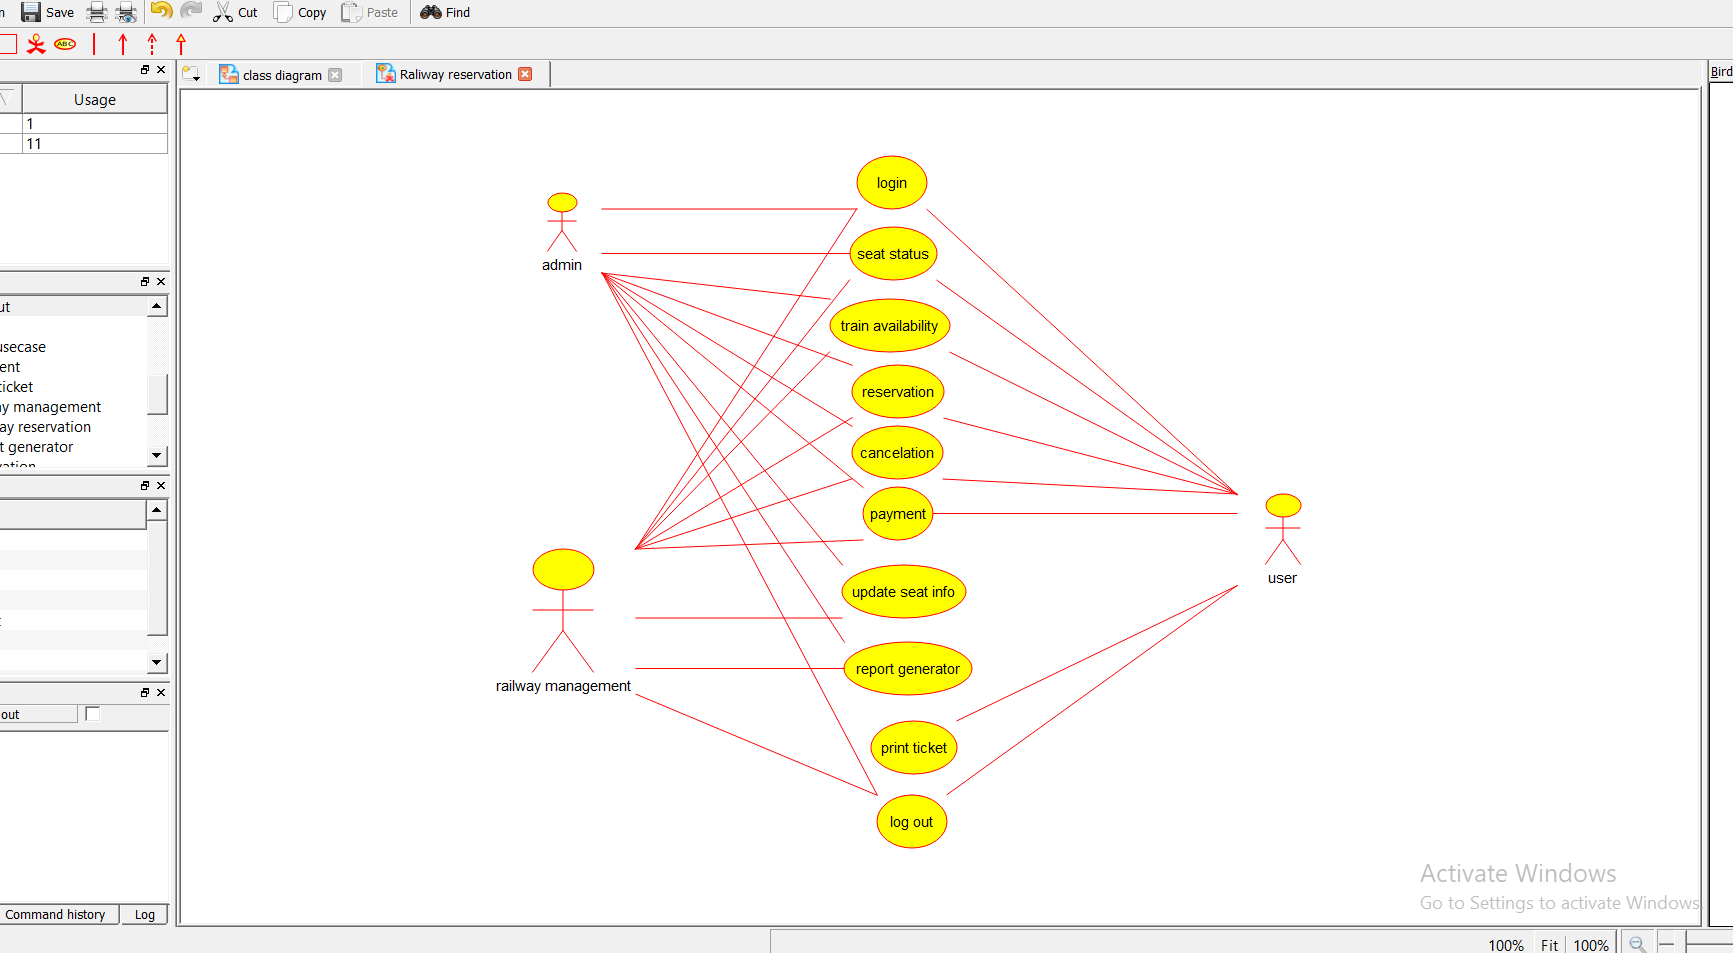 n Save Cut Copy Paste Find
ABC
class diagram Raliway reservation Bird
Usage
1
11
ut
usecase
ent
ticket
ay management
ay reservation
t generator
vation
out
Command history Log
login
admin
seat status
train availability
reservation
cancelation
payment
user
update seat info
report generator
railway management
print ticket
log out
Activate Windows
Go to Settings to activate Windows.
100% Fit 100%